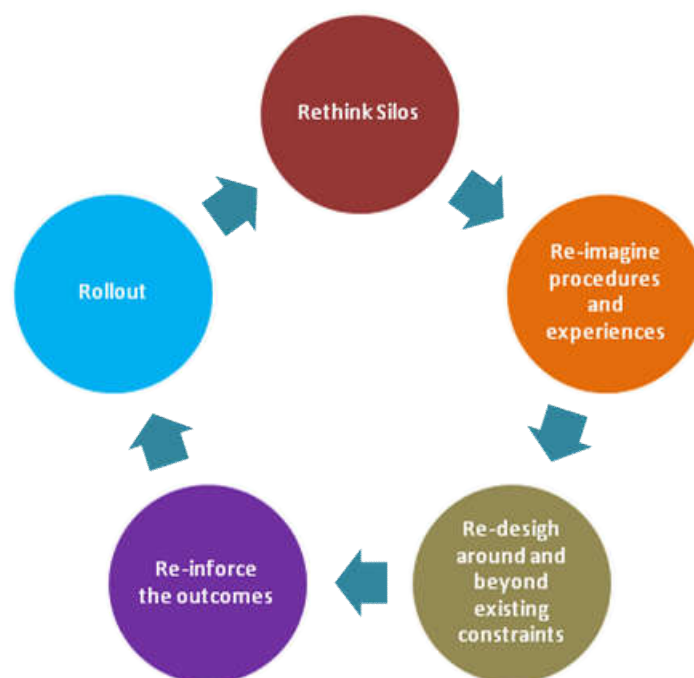 Rethink Silos
Re-imagine
procedures
and
experiences
Re-desigh
around and
beyond
existing
constraints
Re-inforce
the outcomes
Rollout